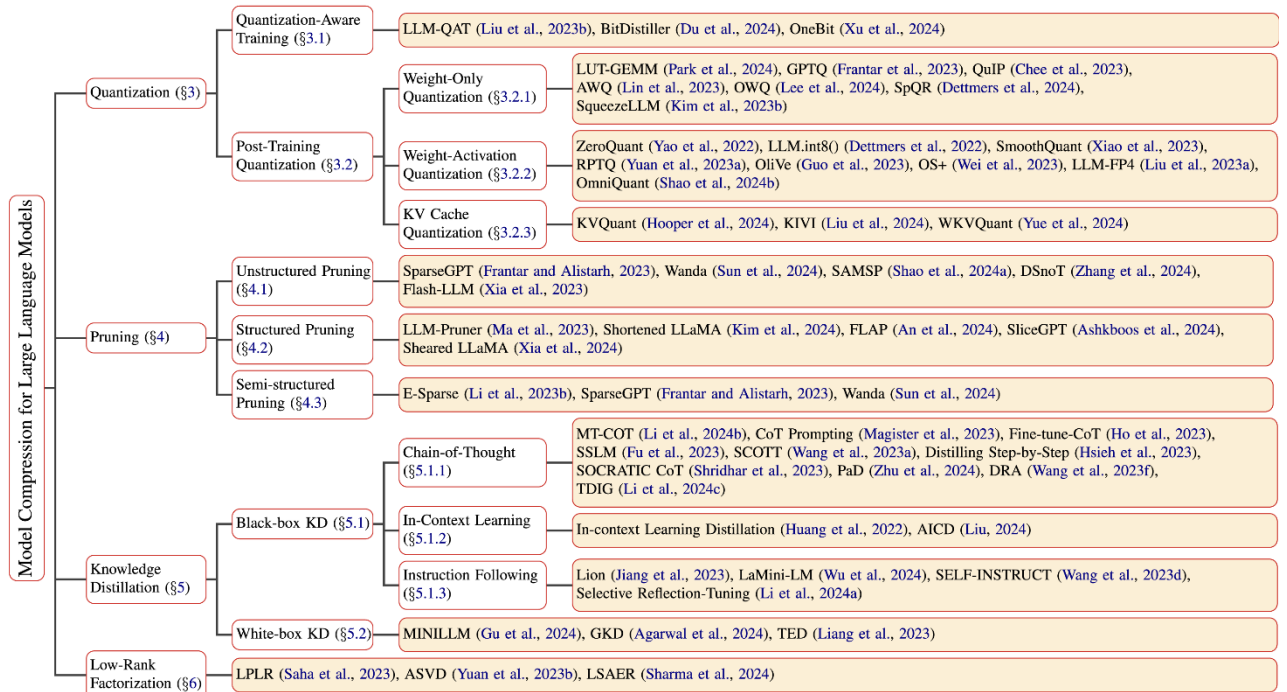 Model Compression for Large Language Models
Quantization (§3)
Quantization-Aware
Training (§3.1)
LLM-QAT (Liu et al., 2023b), BitDistiller (Du et al., 2024), OneBit (Xu et al., 2024)
Post-Training
Quantization (§3.2)
Weight-Only
Quantization (§3.2.1)
LUT-GEMM (Park et al., 2024), GPTQ (Frantar et al., 2023), QuIP (Chee et al., 2023),
AWQ (Lin et al., 2023), OWQ (Lee et al., 2024), SpQR (Dettmers et al., 2024),
SqueezeLLM (Kim et al., 2023b)
Weight-Activation
Quantization (§3.2.2)
ZeroQuant (Yao et al., 2022), LLM.int8() (Dettmers et al., 2022), SmoothQuant (Xiao et al., 2023),
RPTQ (Yuan et al., 2023a), OliVe (Guo et al., 2023), OS+ (Wei et al., 2023), LLM-FP4 (Liu et al., 2023a),
OmniQuant (Shao et al., 2024b)
KV Cache
Quantization (§3.2.3)
KVQuant (Hooper et al., 2024), KIVI (Liu et al., 2024), WKVQuant (Yue et al., 2024)
Pruning (§4)
Unstructured Pruning
(§4.1)
SparseGPT (Frantar and Alistarh, 2023), Wanda (Sun et al., 2024), SAMSP (Shao et al., 2024a), DSnoT (Zhang et al., 2024),
Flash-LLM (Xia et al., 2023)
Structured Pruning
(§4.2)
LLM-Pruner (Ma et al., 2023), Shortened LLaMA (Kim et al., 2024), FLAP (An et al., 2024), SliceGPT (Ashkboos et al., 2024),
Sheared LLaMA (Xia et al., 2024)
Semi-structured
Pruning (§4.3)
E-Sparse (Li et al., 2023b), SparseGPT (Frantar and Alistarh, 2023), Wanda (Sun et al., 2024)
Knowledge
Distillation (§5)
Black-box KD (§5.1)
Chain-of-Thought
(§5.1.1)
MT-COT (Li et al., 2024b), CoT Prompting (Magister et al., 2023), Fine-tune-CoT (Ho et al., 2023),
SSLM (Fu et al., 2023), SCOTT (Wang et al., 2023a), Distilling Step-by-Step (Hsieh et al., 2023),
SOCRATIC CoT (Shridhar et al., 2023), PaD (Zhu et al., 2024), DRA (Wang et al., 2023f),
TDIG (Li et al., 2024c)
In-Context Learning
(§5.1.2)
In-context Learning Distillation (Huang et al., 2022), AICD (Liu, 2024)
Instruction Following
(§5.1.3)
Lion (Jiang et al., 2023), LaMini-LM (Wu et al., 2024), SELF-INSTRUCT (Wang et al., 2023d),
Selective Reflection-Tuning (Li et al., 2024a)
White-box KD (§5.2)
MINILLM (Gu et al., 2024), GKD (Agarwal et al., 2024), TED (Liang et al., 2023)
Low-Rank
Factorization (§6)
LPLR (Saha et al., 2023), ASVD (Yuan et al., 2023b), LSAER (Sharma et al., 2024)